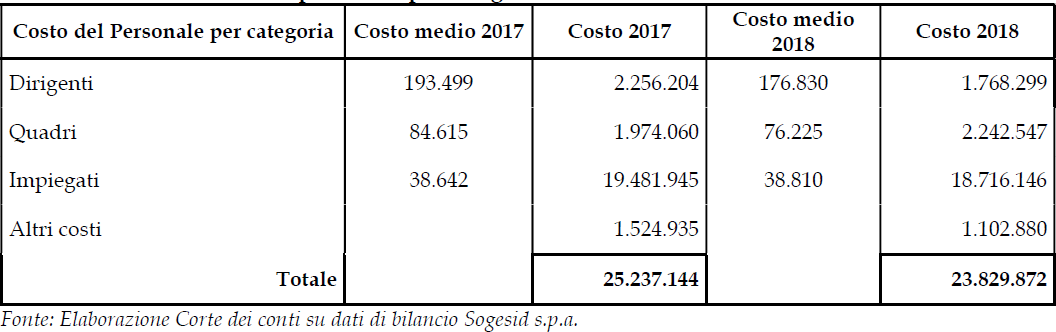 Costo del Personale per categoria Costo medio 2017 Costo 2017 Costo medio 2018 Costo 2018
Dirigenti 193.499 2.256.204 176.830 1.768.299
Quadri 84.615 1.974.060 76.225 2.242.547
Impiegati 38.642 19.481.945 38.810 18.716.146
Altri costi 1.524.935 1.102.880
Totale 25.237.144 23.829.872
Fonte: Elaborazione Corte dei conti su dati di bilancio Sogesid s.p.a.